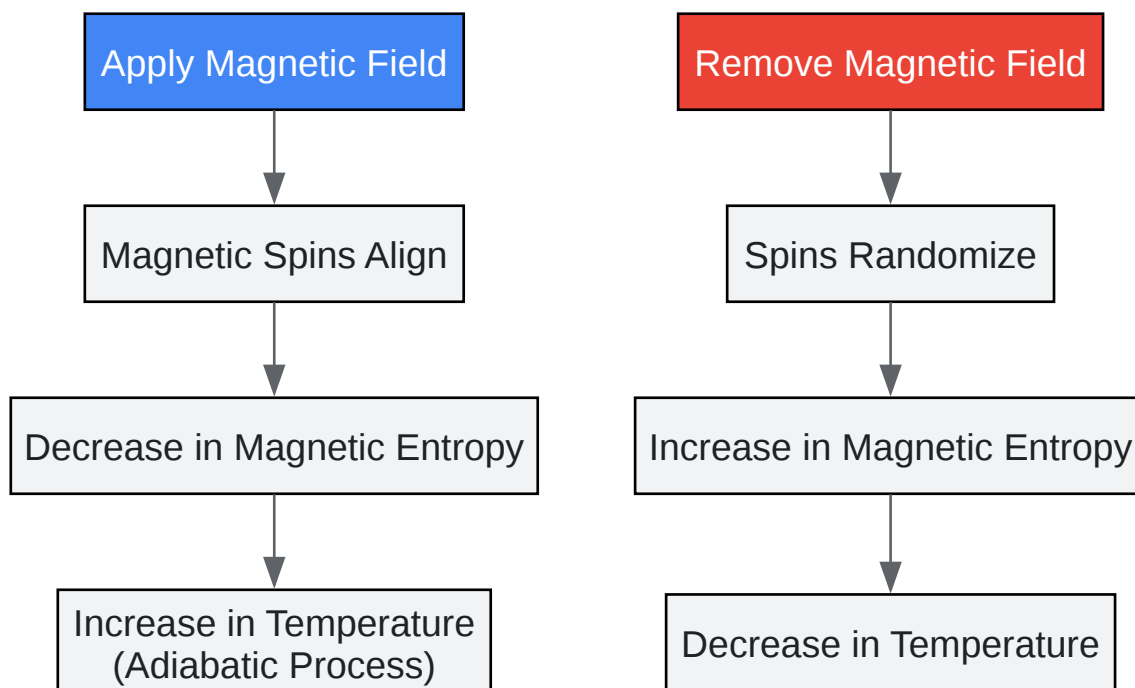 Apply Magnetic Field
Magnetic Spins Align
Decrease in Magnetic Entropy
Increase in Temperature
(Adiabatic Process)
Remove Magnetic Field
Spins Randomize
Increase in Magnetic Entropy
Decrease in Temperature